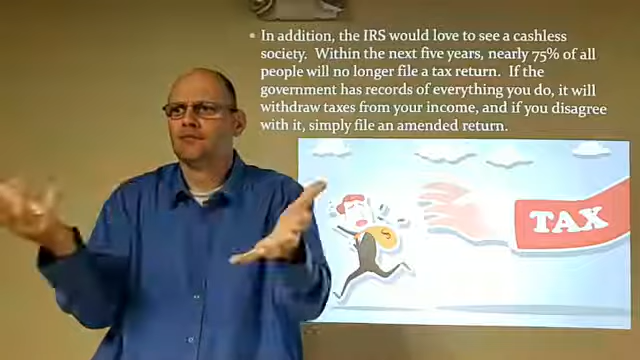 • In addition, the IRS would love to see a cashless
society. Within the next five years, nearly 75% of all
people will no longer file a tax return. If the
government has records of everything you do, it will
withdraw taxes from your income, and if you disagree
with it, simply file an amended return.
TAX
$